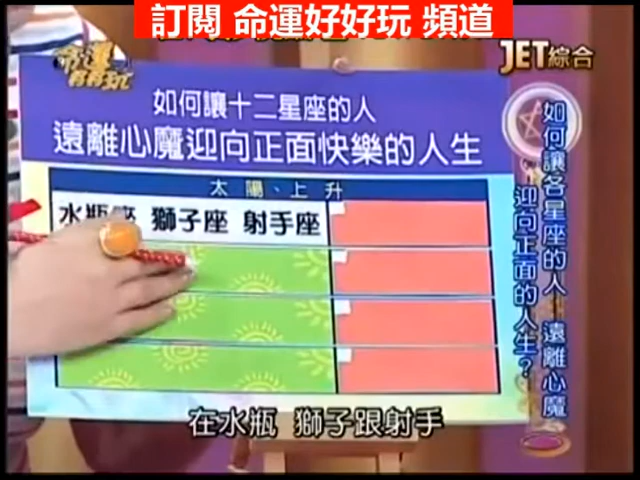 訂閱 命運好好玩 頻道
命運好好玩
JET綜合
如何讓十二星座的人
遠離心魔迎向正面快樂的人生
太陽、上升
水瓶座 獅子座 射手座
如何讓各星座的人 遠離心魔
迎向正面的人生?
在水瓶 獅子跟射手